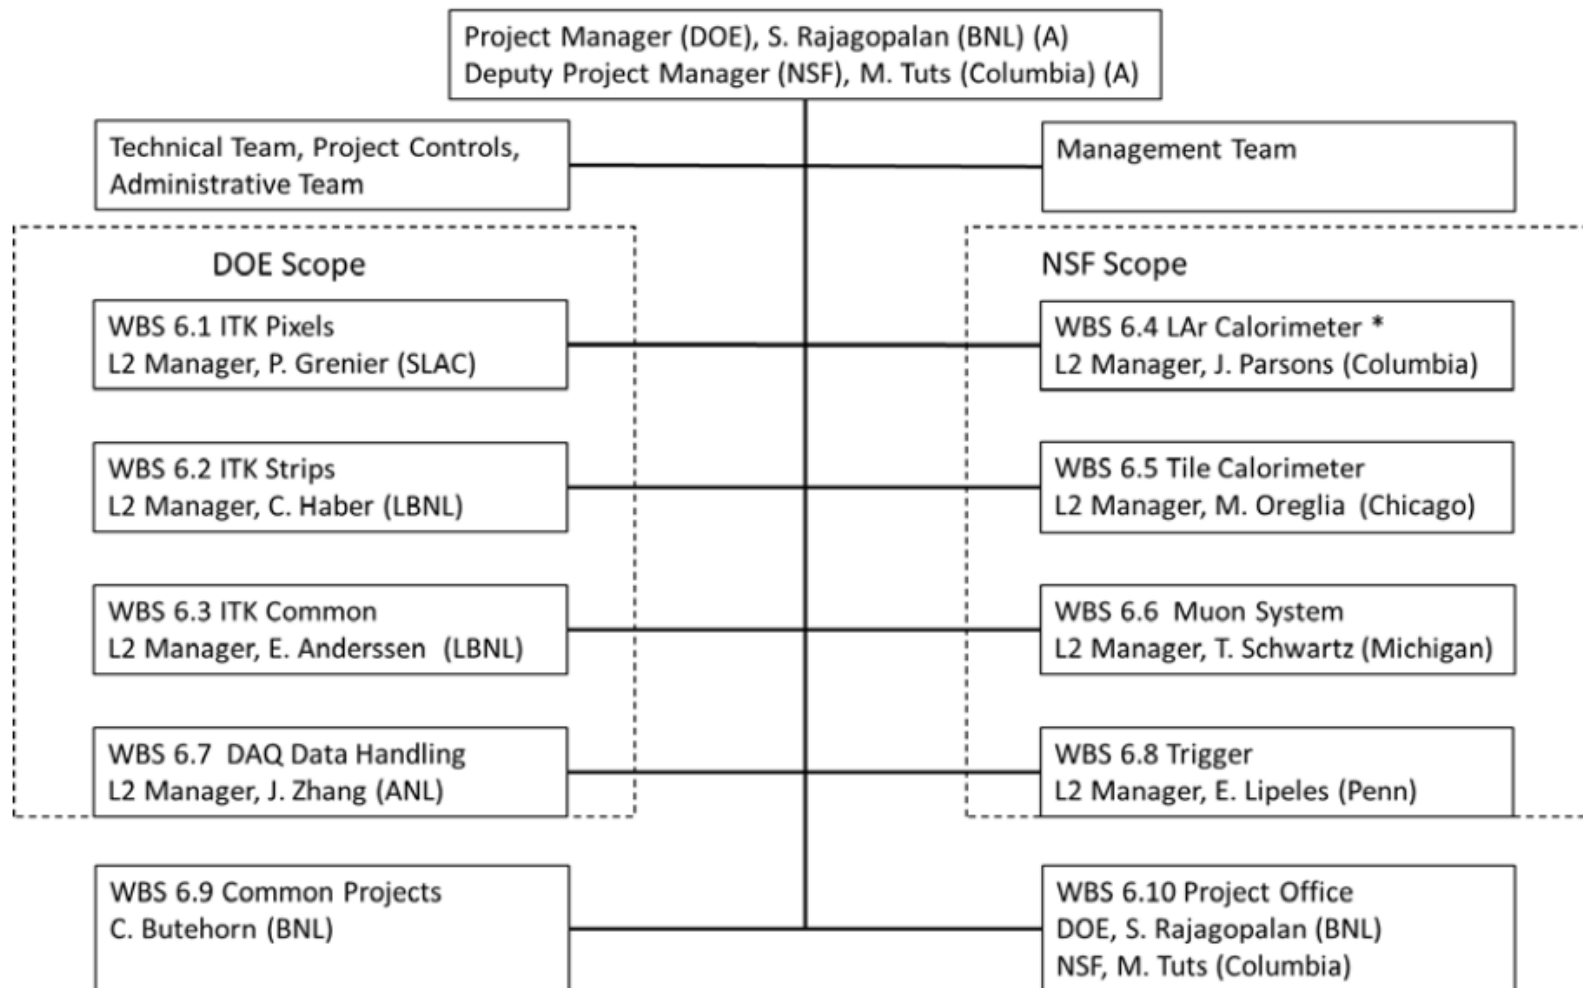 Project Manager (DOE), S. Rajagopalan (BNL) (A)
Deputy Project Manager (NSF), M. Tuts (Columbia) (A)
Technical Team, Project Controls,
Administrative Team
Management Team
DOE Scope
NSF Scope
WBS 6.1 ITK Pixels
L2 Manager, P. Grenier (SLAC)
WBS 6.4 LAr Calorimeter *
L2 Manager, J. Parsons (Columbia)
WBS 6.2 ITK Strips
L2 Manager, C. Haber (LBNL)
WBS 6.5 Tile Calorimeter
L2 Manager, M. Oreglia (Chicago)
WBS 6.3 ITK Common
L2 Manager, E. Anderssen (LBNL)
WBS 6.6 Muon System
L2 Manager, T. Schwartz (Michigan)
WBS 6.7 DAQ Data Handling
L2 Manager, J. Zhang (ANL)
WBS 6.8 Trigger
L2 Manager, E. Lipeles (Penn)
WBS 6.9 Common Projects
C. Butehorn (BNL)
WBS 6.10 Project Office
DOE, S. Rajagopalan (BNL)
NSF, M. Tuts (Columbia)